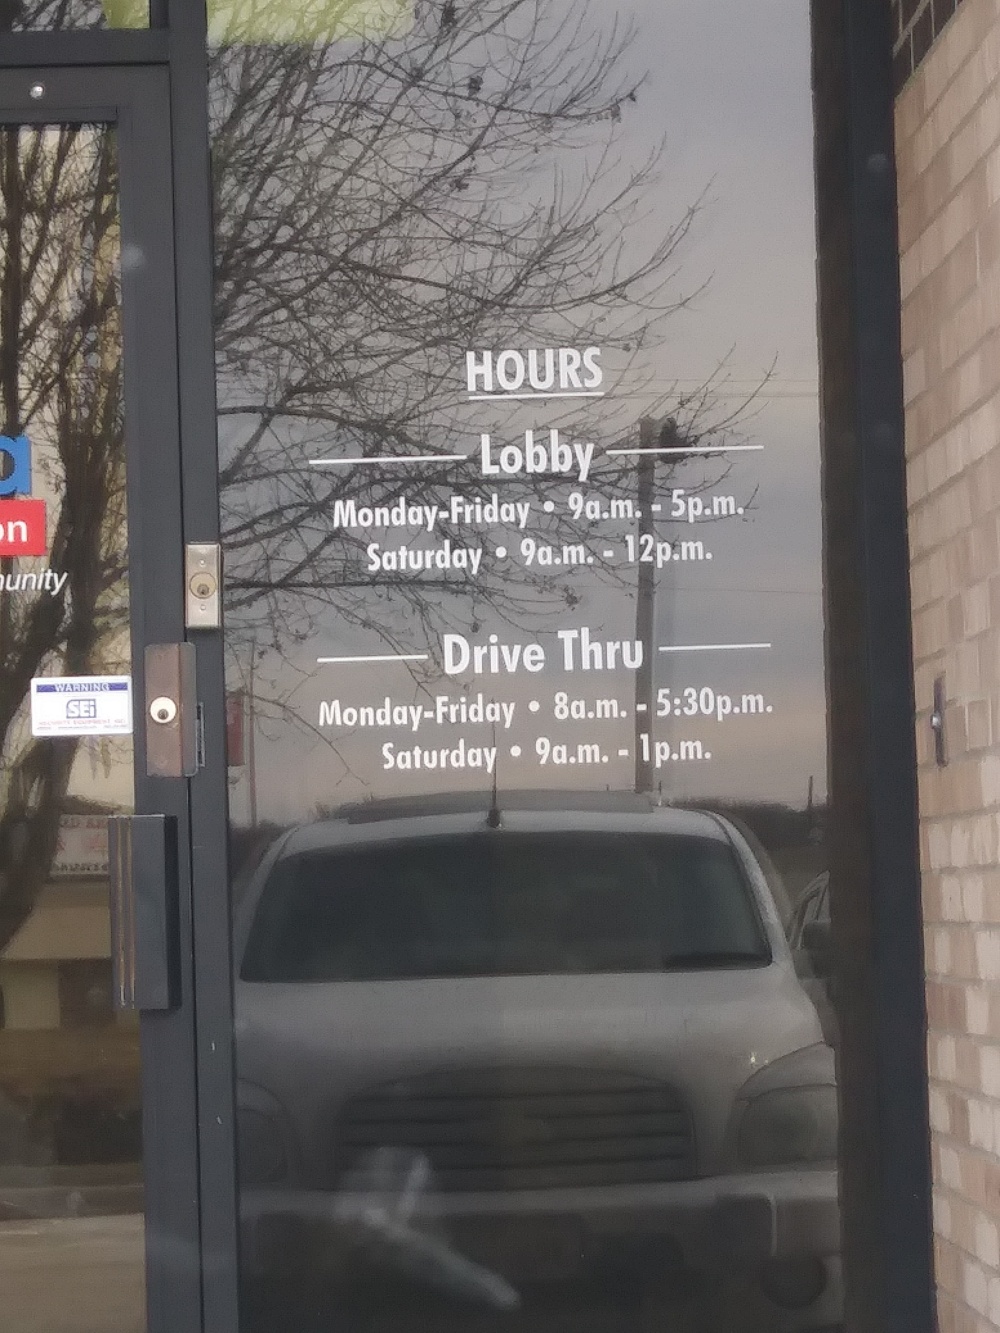 HOURS
Lobby
Monday-Friday • 9a.m. - 5p.m.
Saturday • 9a.m. - 12p.m.
Drive Thru
Monday-Friday • 8a.m. - 5:30p.m.
Saturday • 9a.m. - 1p.m.
on
munity
WARNING
SEi